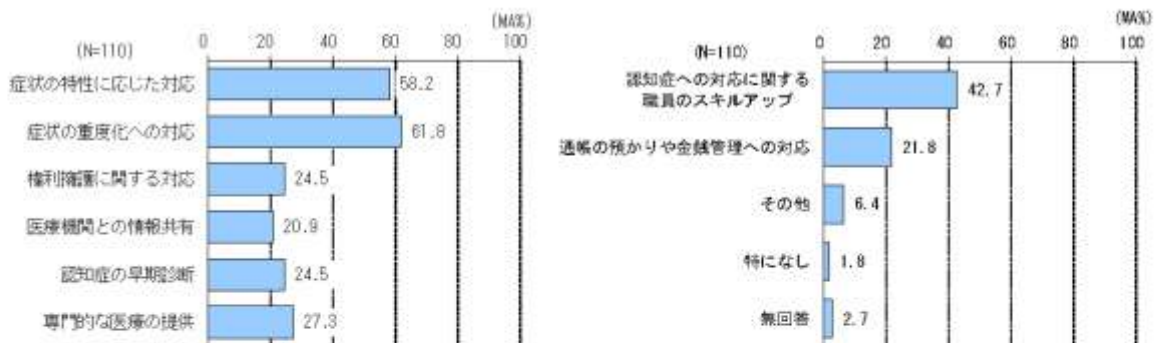 (MA%)
(N=110)
0 20 40 60 80 100
症状の特性に応じた対応 58.2
症状の重度化への対応 61.8
権利擁護に関する対応 24.5
医療機関との情報共有 20.9
認知症の早期診断 24.5
専門的な医療の提供 27.3
(MA%)
(N=110)
0 20 40 60 80 100
認知症への対応に関する
職員のスキルアップ 42.7
通帳の預かりや金銭管理への対応 21.8
その他 6.4
特になし 1.8
無回答 2.7